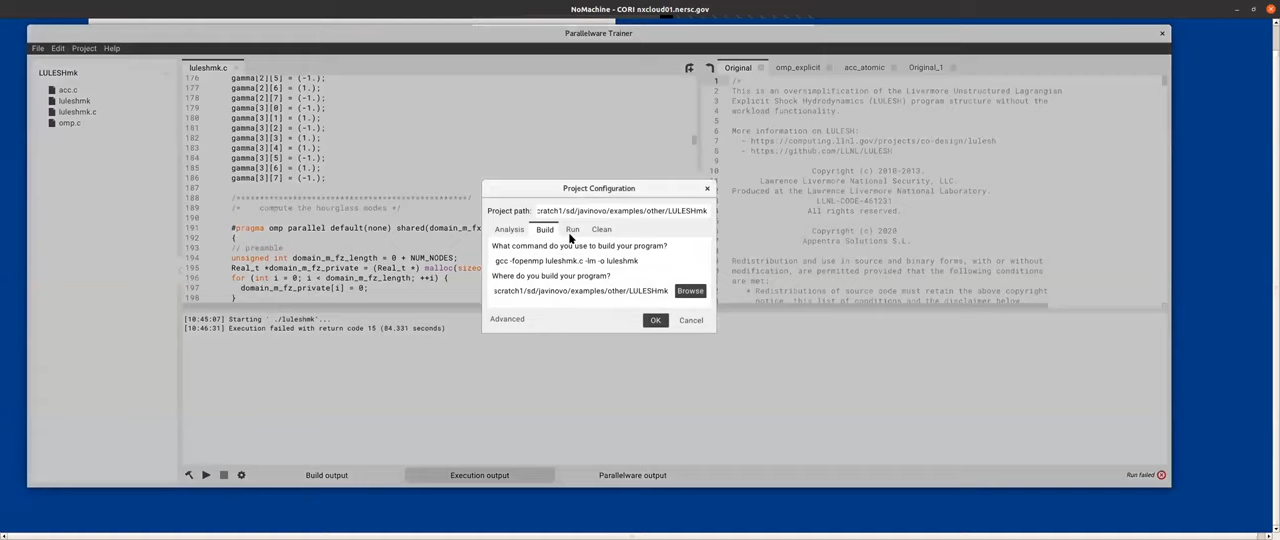 NoMachine - CORI nxcloud01.nersc.gov
Parallelware Trainer
File Edit Project Help
LULESHmk
acc.c
luleshmk
luleshmk.c
omp.c
luleshmk.c
176 gamma[2][5] = (-1.);
177 gamma[2][6] = (1.);
178 gamma[2][7] = (-1.);
179 gamma[3][0] = (-1.);
180 gamma[3][1] = (1.);
181 gamma[3][2] = (-1.);
182 gamma[3][3] = (1.);
183 gamma[3][4] = (1.);
184 gamma[3][5] = (-1.);
185 gamma[3][6] = (1.);
186 gamma[3][7] = (-1.);
187
188
189 /* compute the hourglass modes */
190
191 #pragma omp parallel default(none) shared(domain_m_fx
192 {
193 // preamble
194 unsigned int domain_m_fz_length = 0 + NUM_NODES;
195 Real_t *domain_m_fz_private = (Real_t *) malloc(sizeo
196 for (int i = 0; i < domain_m_fz_length; ++i) {
197 domain_m_fz_private[i] = 0;
198 }
Original omp_explicit acc_atomic Original_1
1 /*
2 This is an oversimplification of the Livermore Unstructured Lagrangian
3 Explicit Shock Hydrodynamics (LULESH) program structure without the
4 workload functionality.
5
6 More information on LULESH:
7 - https://computing.llnl.gov/projects/co-design/lulesh
8 - https://github.com/LLNL/LULESH
Copyright (c) 2010-2013.
Lawrence Livermore National Security, LLC.
Produced at the Lawrence Livermore National Laboratory.
LLNL-CODE-461231
All rights reserved.
Copyright (c) 2020
Appentra Solutions S.L.
Redistribution and use in source and binary forms, with or without
modification, are permitted provided that the following conditions
are met:
* Redistributions of source code must retain the above copyright
notice, this list of conditions and the disclaimer below.
Project Configuration
Project path: cratch1/sd/javinovo/examples/other/LULESHmk
Analysis Build Run Clean
What command do you use to build your program?
gcc -fopenmp luleshmk.c -lm -o luleshmk
Where do you build your program?
scratch1/sd/javinovo/examples/other/LULESHmk Browse
Advanced OK Cancel
[10:45:07] Starting ' ./luleshmk'...
[10:46:31] Execution failed with return code 15 (84.331 seconds)
Build output Execution output Parallelware output Run failed